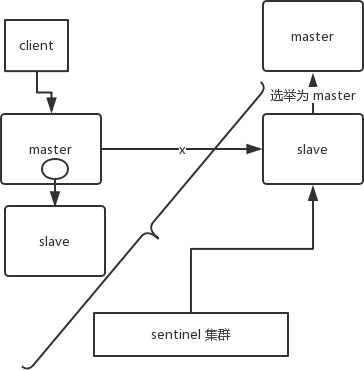 master
client
选举为 master
master
x
slave
slave
sentinel 集群